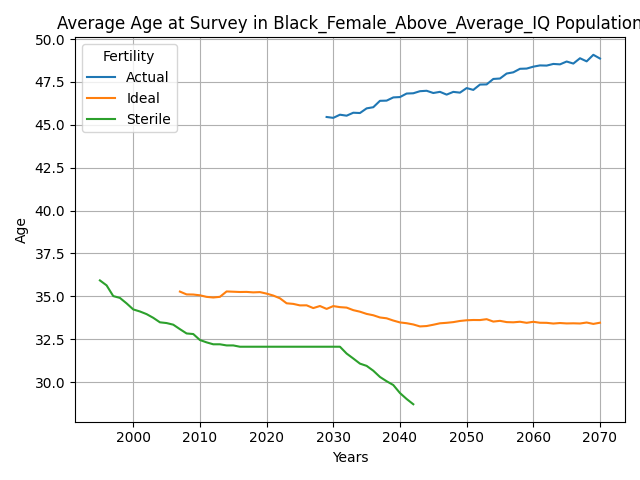 Average Age at Survey in Black_Female_Above_Average_IQ Population
50.0
47.5
45.0
42.5
40.0
37.5
35.0
32.5
30.0
Age
Fertility
Actual
Ideal
Sterile
2000 2010 2020 2030 2040 2050 2060 2070
Years